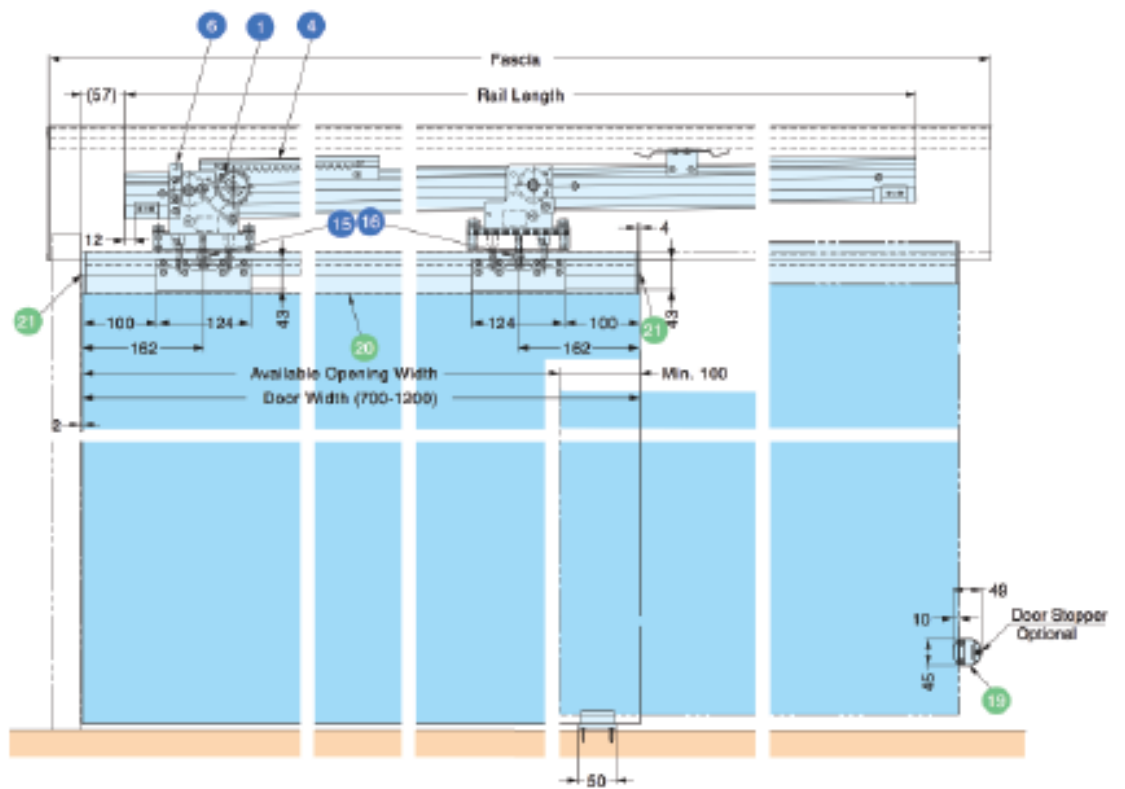 6 1 4
Fascia
(57) Rail Length
15 16 4
12
21 100 124 43 124 100 21 43
162 20 162
Available Opening Width Min. 100
Door Width (700-1200)
2
49
10 Door Stopper
Optional
45
19
50